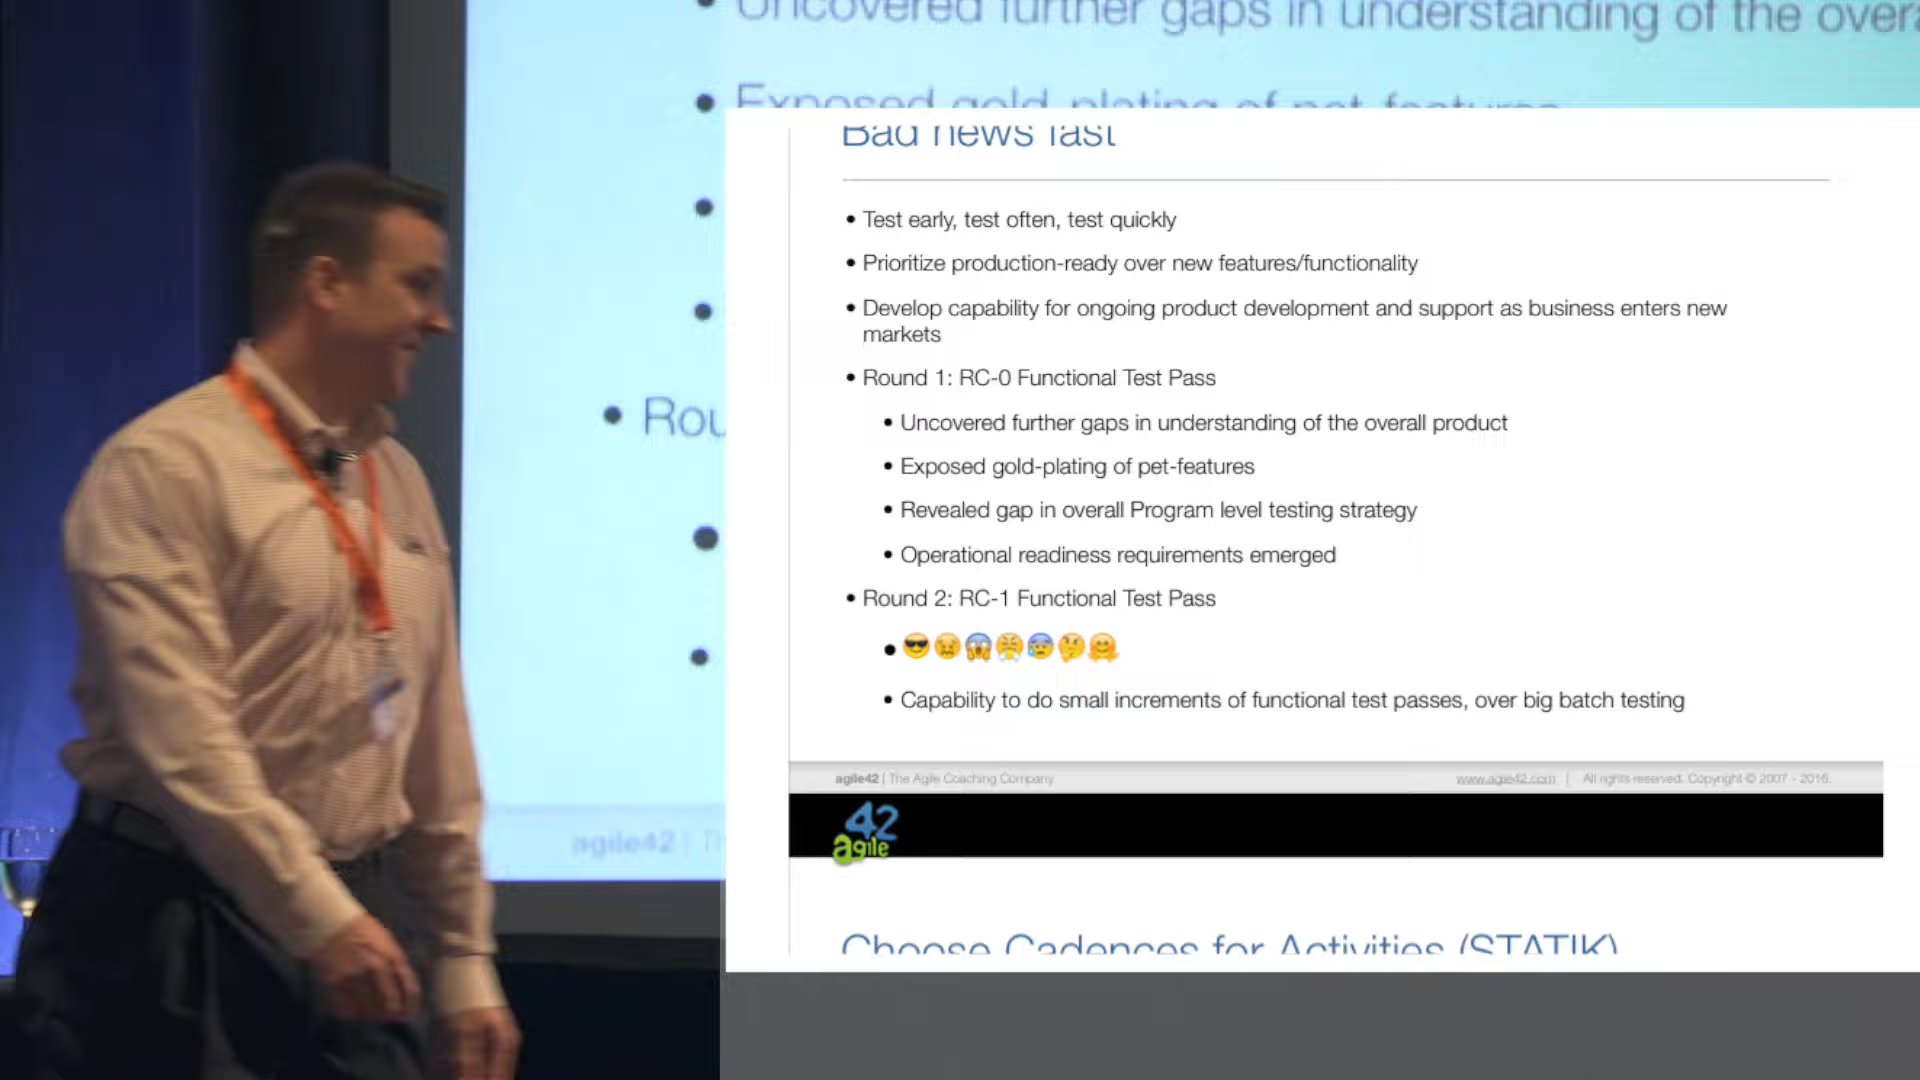 Uncovered further gaps in understanding of the over
Exposed gold-plating of pet-features
Rou
agile42 | T
Bad news fast
• Test early, test often, test quickly
• Prioritize production-ready over new features/functionality
• Develop capability for ongoing product development and support as business enters new
markets
• Round 1: RC-0 Functional Test Pass
• Uncovered further gaps in understanding of the overall product
• Exposed gold-plating of pet-features
• Revealed gap in overall Program level testing strategy
• Operational readiness requirements emerged
• Round 2: RC-1 Functional Test Pass
• 😎😖😱😤😰🤔🤗
• Capability to do small increments of functional test passes, over big batch testing
agile42 | The Agile Coaching Company
www.agile42.com | All rights reserved. Copyright © 2007 - 2016.
42
agile
Choose Cadences for Activities (STATIK)